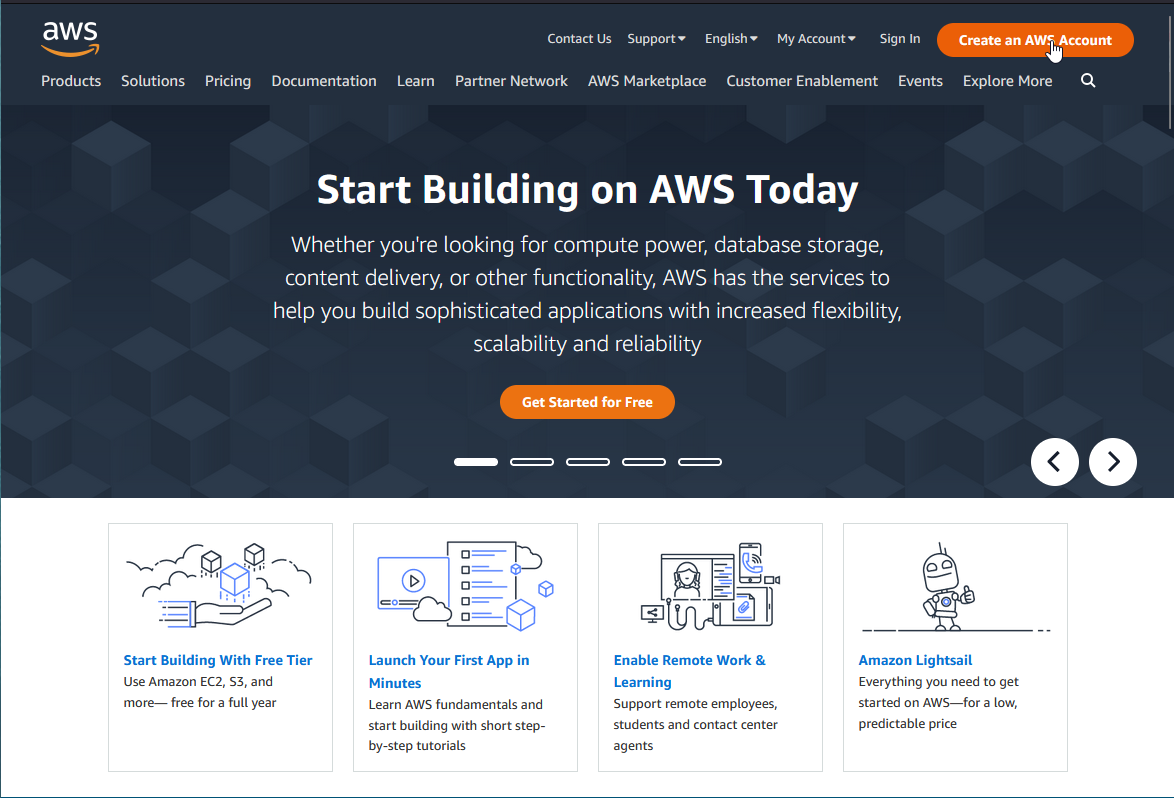 aws
Contact Us Support English My Account Sign In Create an AWS Account
Products Solutions Pricing Documentation Learn Partner Network AWS Marketplace Customer Enablement Events Explore More
Start Building on AWS Today
Whether you're looking for compute power, database storage,
content delivery, or other functionality, AWS has the services to
help you build sophisticated applications with increased flexibility,
scalability and reliability
Get Started for Free
Start Building With Free Tier
Use Amazon EC2, S3, and
more— free for a full year
Launch Your First App in
Minutes
Learn AWS fundamentals and
start building with short step-
by-step tutorials
Enable Remote Work &
Learning
Support remote employees,
students and contact center
agents
Amazon Lightsail
Everything you need to get
started on AWS—for a low,
predictable price